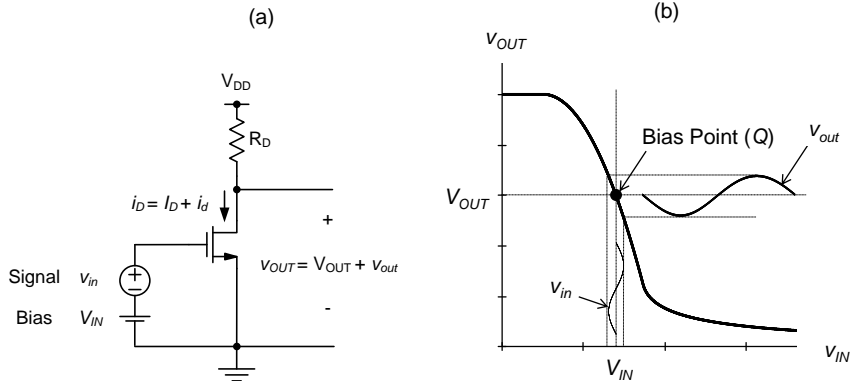 (a)
V_DD
R_D
i_D = I_D + i_d
+
v_OUT = V_OUT + v_out
-
Signal v_in
Bias V_IN
(b)
v_OUT
Bias Point (Q)
v_out
V_OUT
v_in
V_IN
v_IN